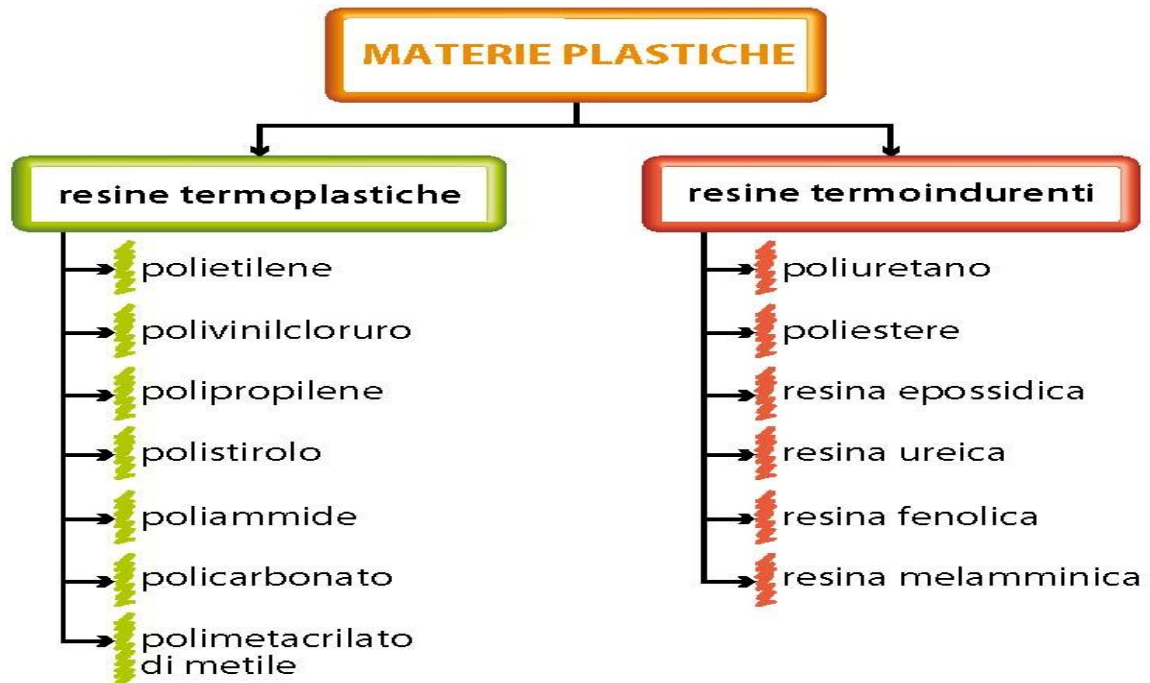 MATERIE PLASTICHE
resine termoplastiche
polietilene
polivinilcloruro
polipropilene
polistirolo
poliammide
policarbonato
polimetacrilato
di metile
resine termoindurenti
poliuretano
poliestere
resina epossidica
resina ureica
resina fenolica
resina melamminica